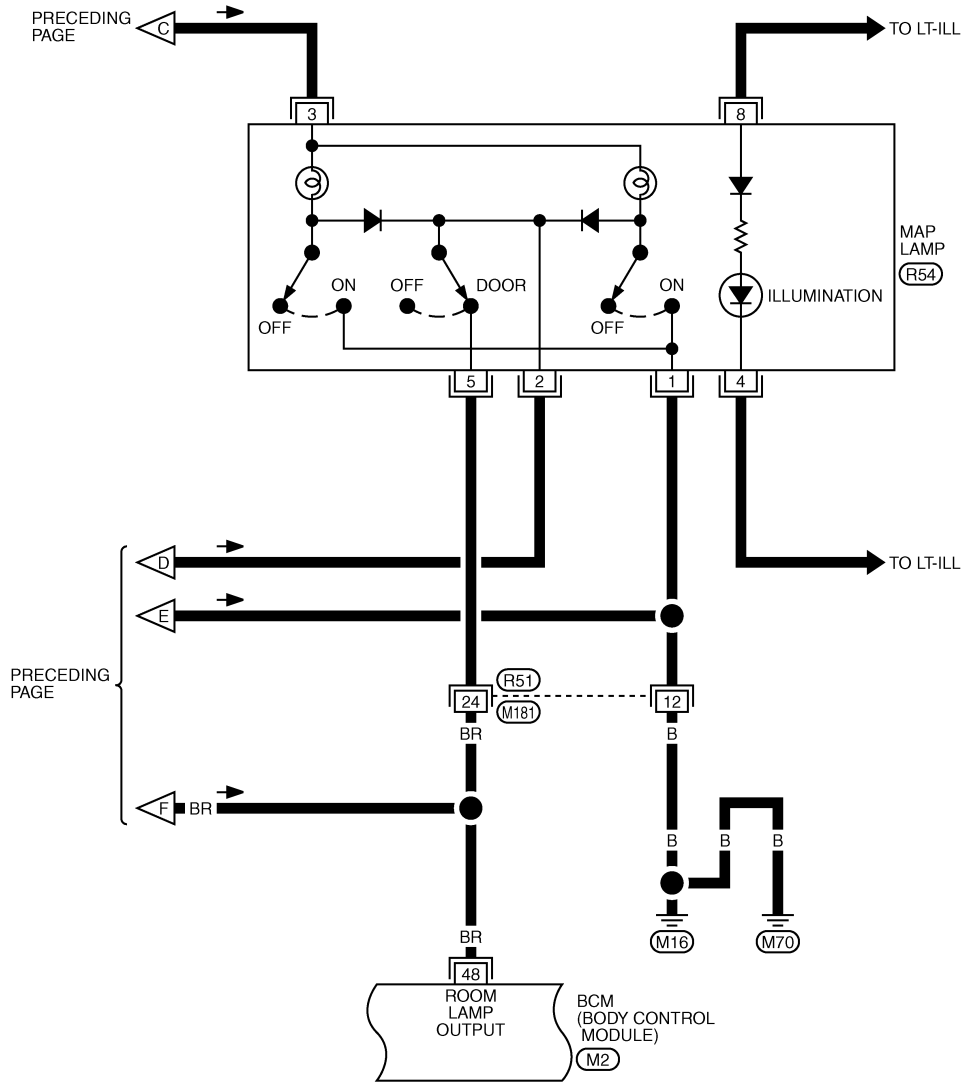 PRECEDING
PAGE
C
TO LT-ILL
3
8
MAP
LAMP
R54
ON
OFF
DOOR
ON
ILLUMINATION
OFF
OFF
5
2
1
4
D
TO LT-ILL
E
PRECEDING
PAGE
R51
24
12
M181
BR
B
F
BR
B
B
B
BR
M16
M70
48
ROOM
LAMP
OUTPUT
BCM
(BODY CONTROL
MODULE)
M2